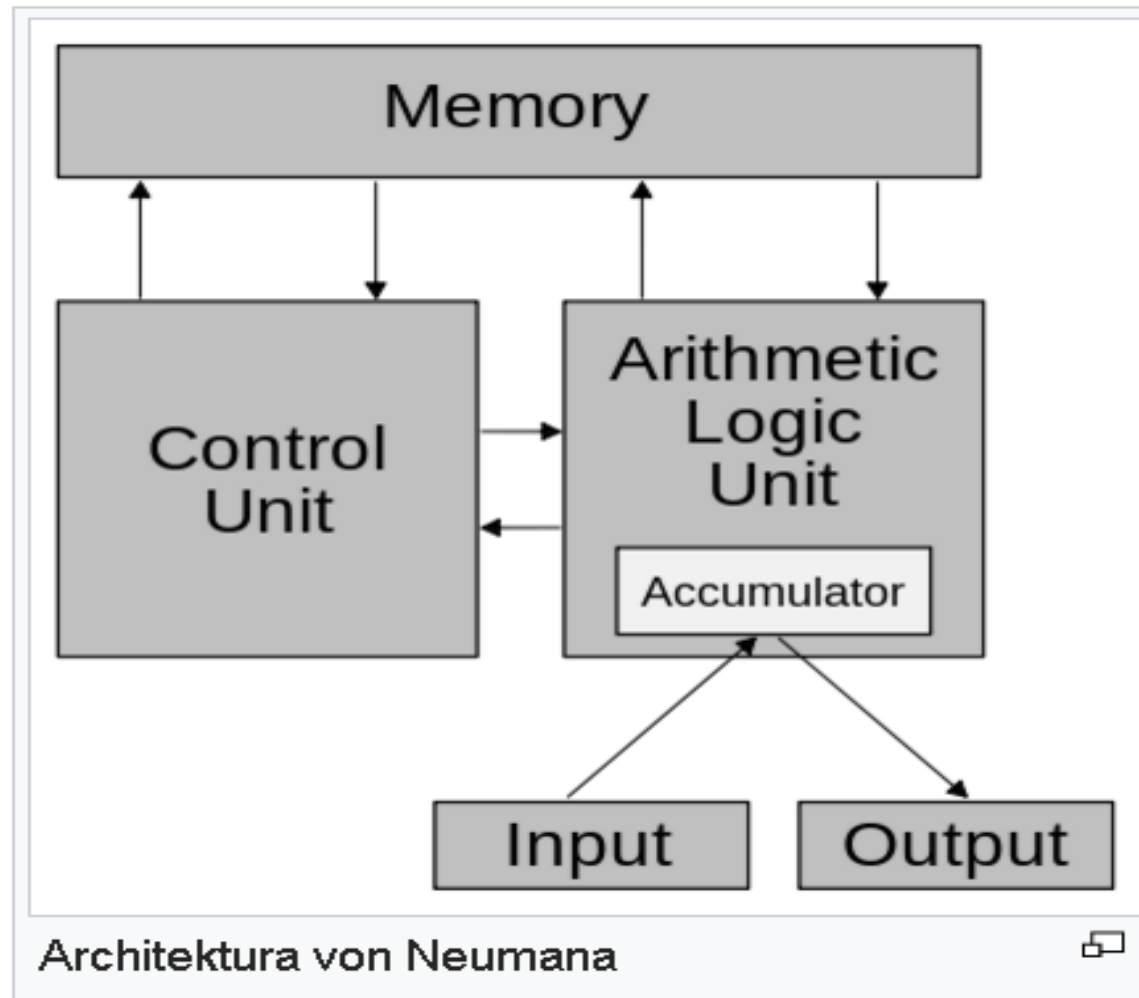 Memory
Control
Unit
Arithmetic
Logic
Unit
Accumulator
Input
Output
Architektura von Neumana